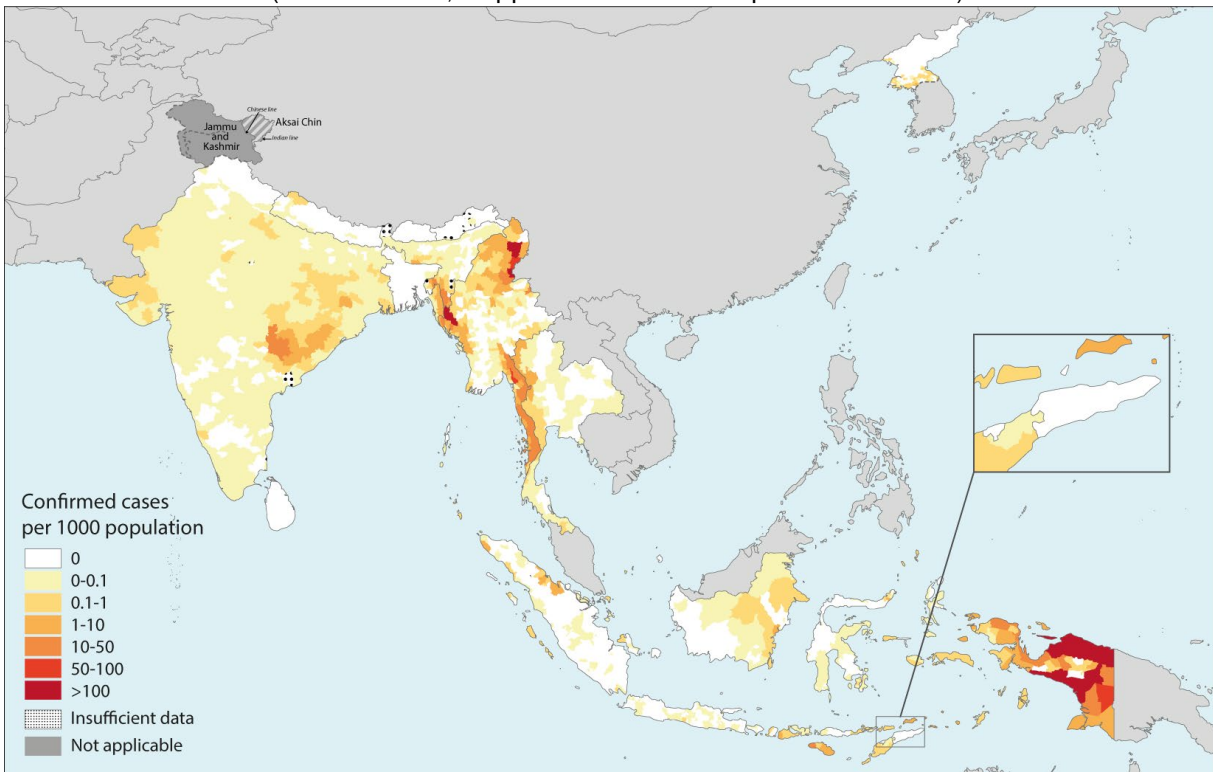 Chinese line
Aksai Chin
Indian line
Jammu
and
Kashmir
Confirmed cases
per 1000 population
0
0-0.1
0.1-1
1-10
10-50
50-100
>100
Insufficient data
Not applicable